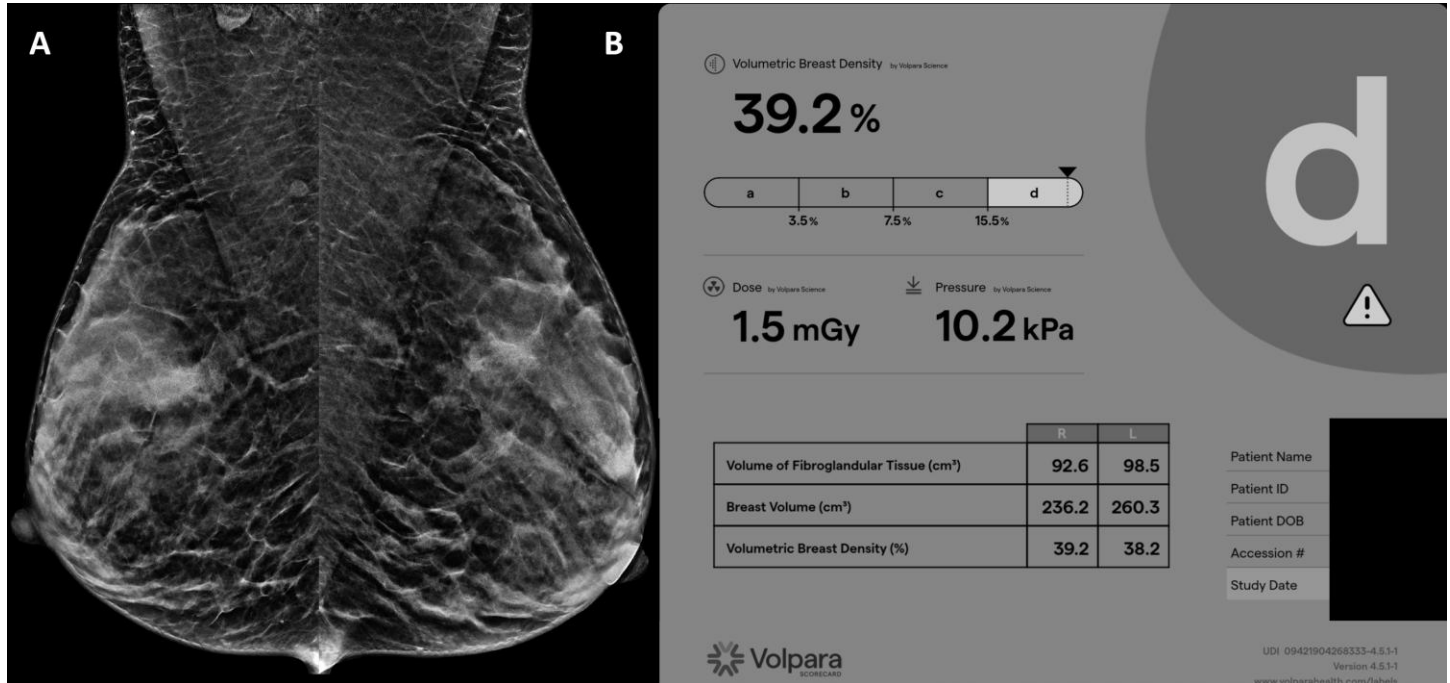 A
B
Volumetric Breast Density by Volpara Science
39.2 %
a b c d
3.5% 7.5% 15.5%
d
Dose by Volpara Science
Pressure by Volpara Science
1.5 mGy
10.2 kPa
R L
Volume of Fibroglandular Tissue (cm³) 92.6 98.5
Breast Volume (cm³) 236.2 260.3
Volumetric Breast Density (%) 39.2 38.2
Patient Name
Patient ID
Patient DOB
Accession #
Study Date
Volpara
SCORECARD
UDI 09421904268333-4.5.1-1
Version 4.5.1-1
www.volparahealth.com/labels